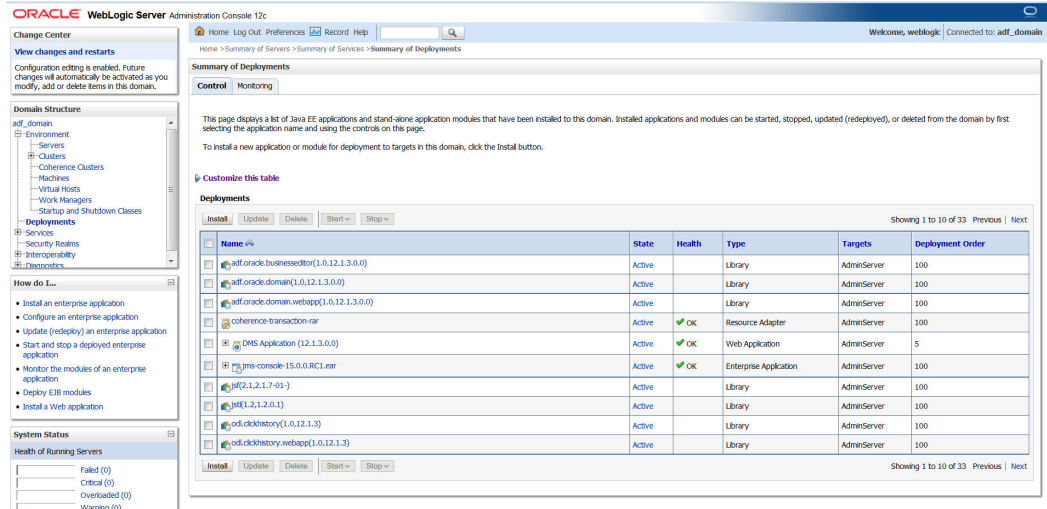 ORACLE WebLogic Server Administration Console 12c
Change Center
View changes and restarts
Configuration editing is enabled. Future
changes will automatically be activated as you
modify, add or delete items in this domain.
Domain Structure
adf_domain
Environment
Servers
Clusters
Coherence Clusters
Machines
Virtual Hosts
Work Managers
Startup and Shutdown Classes
Deployments
Services
Security Realms
Interoperability
Diagnostics
How do I...
Install an enterprise application
Configure an enterprise application
Update (redeploy) an enterprise application
Start and stop a deployed enterprise
application
Monitor the modules of an enterprise
application
Deploy EJB modules
Install a Web application
System Status
Health of Running Servers
Failed (0)
Critical (0)
Overloaded (0)
Warning (0)
Home Log Out Preferences Record Help
Welcome, weblogic Connected to: adf_domain
Home >Summary of Servers >Summary of Services >Summary of Deployments
Summary of Deployments
Control Monitoring
This page displays a list of Java EE applications and stand-alone application modules that have been installed to this domain. Installed applications and modules can be started, stopped, updated (redeployed), or deleted from the domain by first
selecting the application name and using the controls on this page.
To install a new application or module for deployment to targets in this domain, click the Install button.
Customize this table
Deployments
Install Update Delete Start Stop Showing 1 to 10 of 33 Previous | Next
Name State Health Type Targets Deployment Order
adf.oracle.businesseditor(1.0,12.1.3.0.0) Active Library AdminServer 100
adf.oracle.domain(1.0,12.1.3.0.0) Active Library AdminServer 100
adf.oracle.domain.webapp(1.0,12.1.3.0.0) Active Library AdminServer 100
coherence-transaction-rar Active OK Resource Adapter AdminServer 100
DMS Application (12.1.3.0.0) Active OK Web Application AdminServer 5
jms-console-15.0.0.RC1.ear Active OK Enterprise Application AdminServer 100
jsf(2.1,2.1.7-01-) Active Library AdminServer 100
jstl(1.2,1.2.0.1) Active Library AdminServer 100
odl.clickhistory(1.0,12.1.3) Active Library AdminServer 100
odl.clickhistory.webapp(1.0,12.1.3) Active Library AdminServer 100
Install Update Delete Start Stop Showing 1 to 10 of 33 Previous | Next